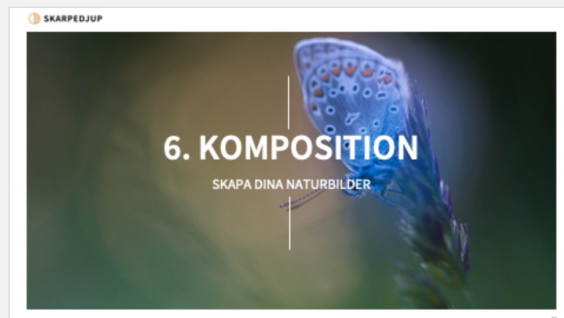 SKARPEDJUP
6. KOMPOSITION
SKAPA DINA NATURBILDER